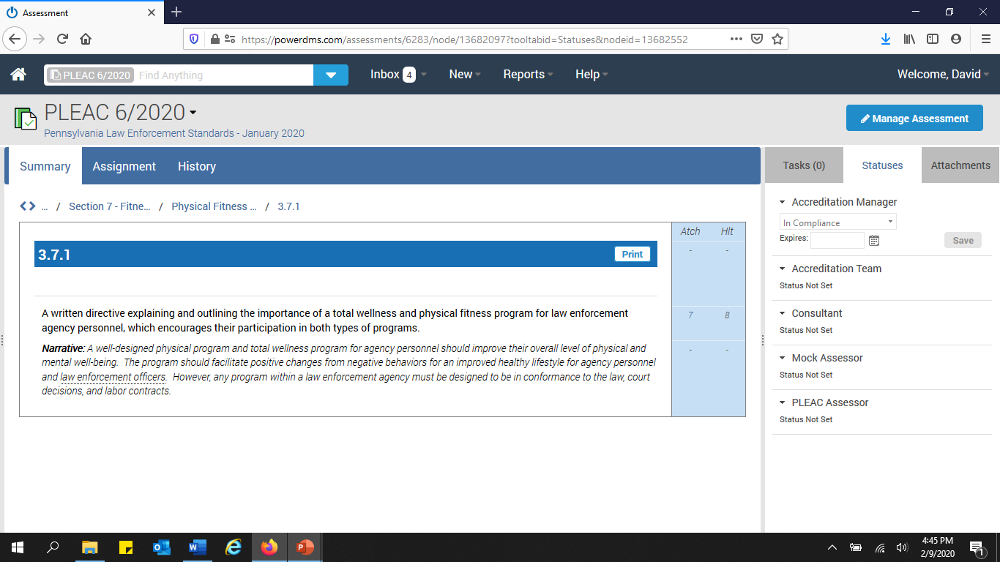 Assessment
https://powerdms.com/assessments/6283/node/13682097?tooltabid=Statuses&nodeid=13682552
PLEAC 6/2020 Find Anything
Inbox 4 New Reports Help Welcome, David
PLEAC 6/2020
Pennsylvania Law Enforcement Standards - January 2020
Manage Assessment
Summary Assignment History
Tasks (0) Statuses Attachments
... / Section 7 - Fitne... / Physical Fitness ... / 3.7.1
Atch Hlt
3.7.1 Print
- -
A written directive explaining and outlining the importance of a total wellness and physical fitness program for law enforcement
agency personnel, which encourages their participation in both types of programs.
7 8
Narrative: A well-designed physical program and total wellness program for agency personnel should improve their overall level of physical and
mental well-being. The program should facilitate positive changes from negative behaviors for an improved healthy lifestyle for agency personnel
and law enforcement officers. However, any program within a law enforcement agency must be designed to be in conformance to the law, court
decisions, and labor contracts.
- -
Accreditation Manager
In Compliance
Expires: Save
Accreditation Team
Status Not Set
Consultant
Status Not Set
Mock Assessor
Status Not Set
PLEAC Assessor
Status Not Set
4:45 PM
2/9/2020
1